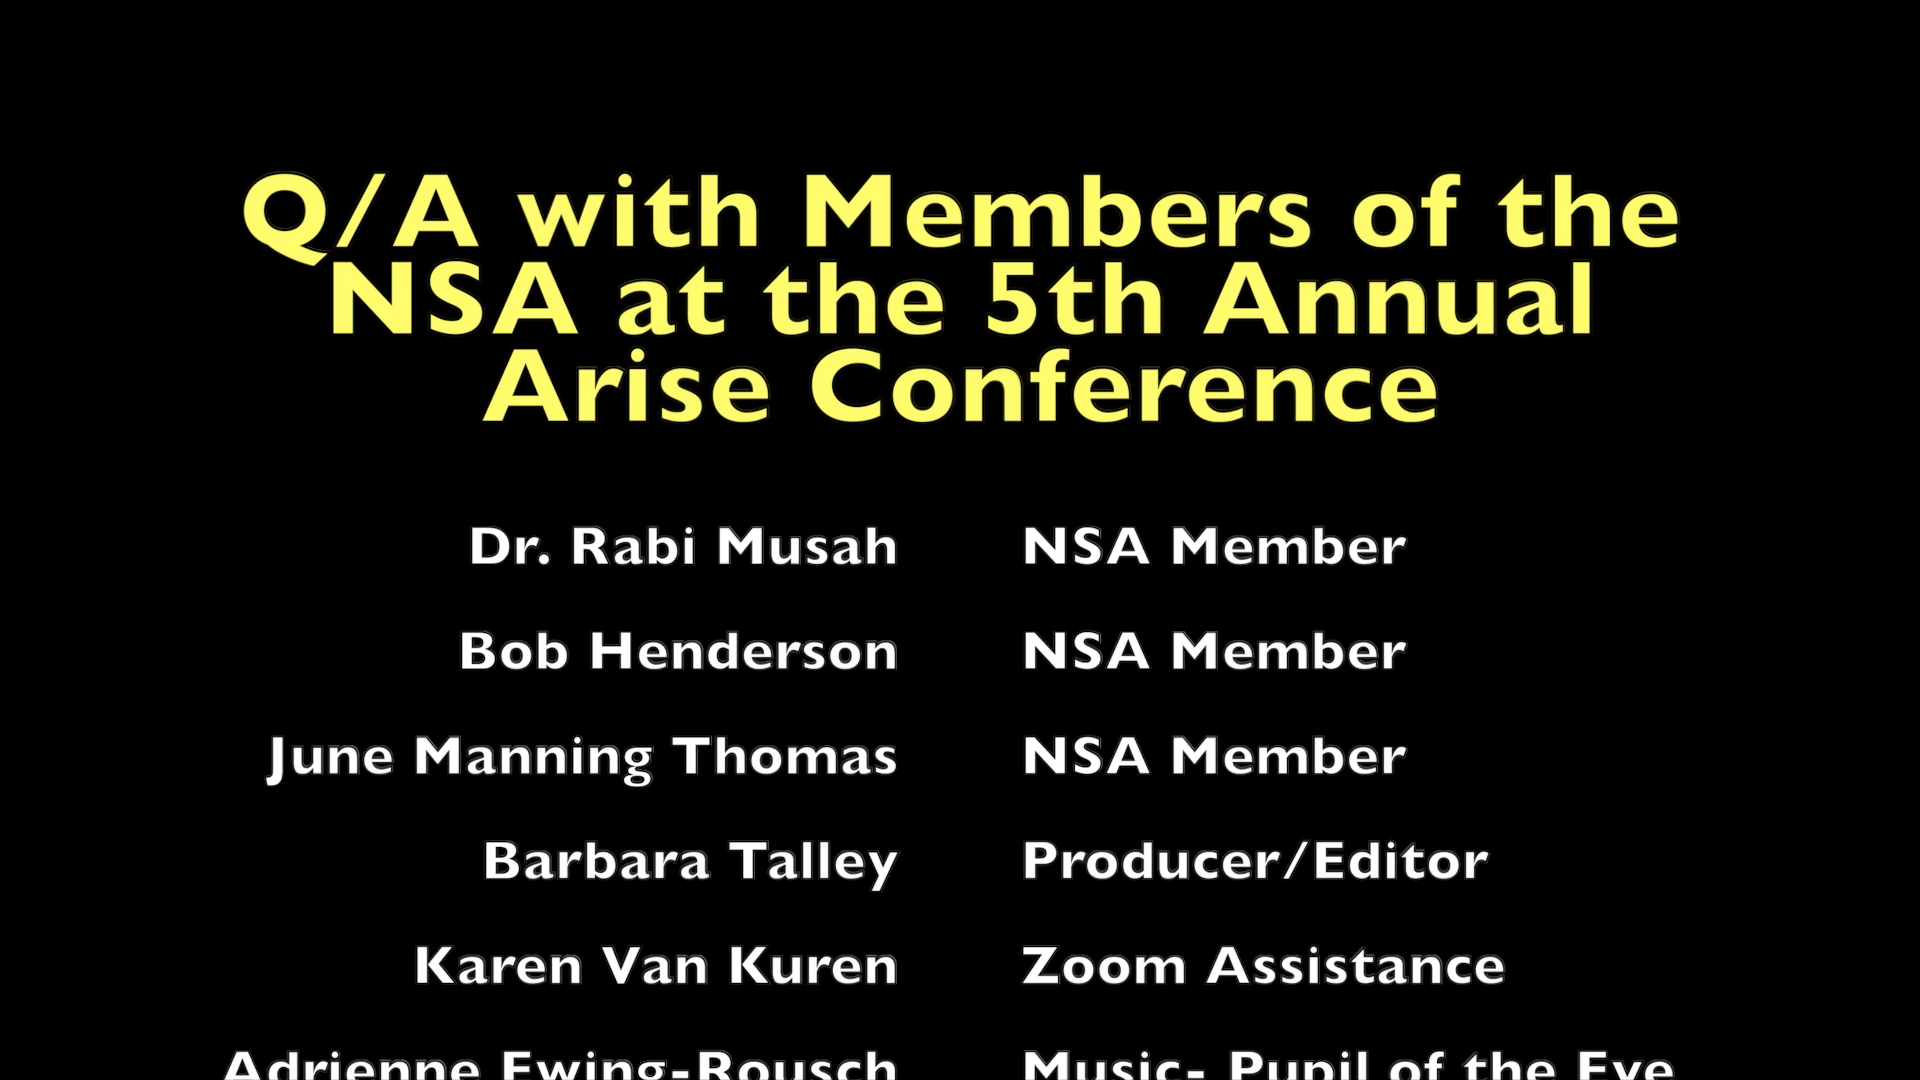 Q/A with Members of the
NSA at the 5th Annual
Arise Conference
Dr. Rabi Musah NSA Member
Bob Henderson NSA Member
June Manning Thomas NSA Member
Barbara Talley Producer/Editor
Karen Van Kuren Zoom Assistance
Adrienne Ewing-Rousch Music- Pupil of the Eye